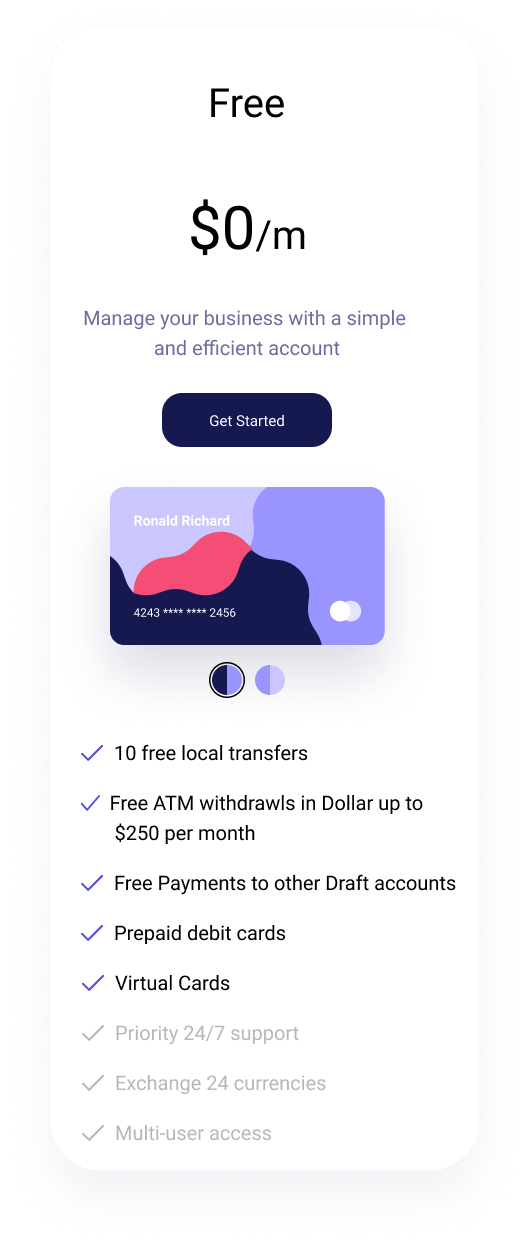 Free
$0/m
Manage your business with a simple
and efficient account
Get Started
Ronald Richard
4243 **** **** 2456
10 free local transfers
Free ATM withdrawls in Dollar up to
$250 per month
Free Payments to other Draft accounts
Prepaid debit cards
Virtual Cards
Priority 24/7 support
Exchange 24 currencies
Multi-user access